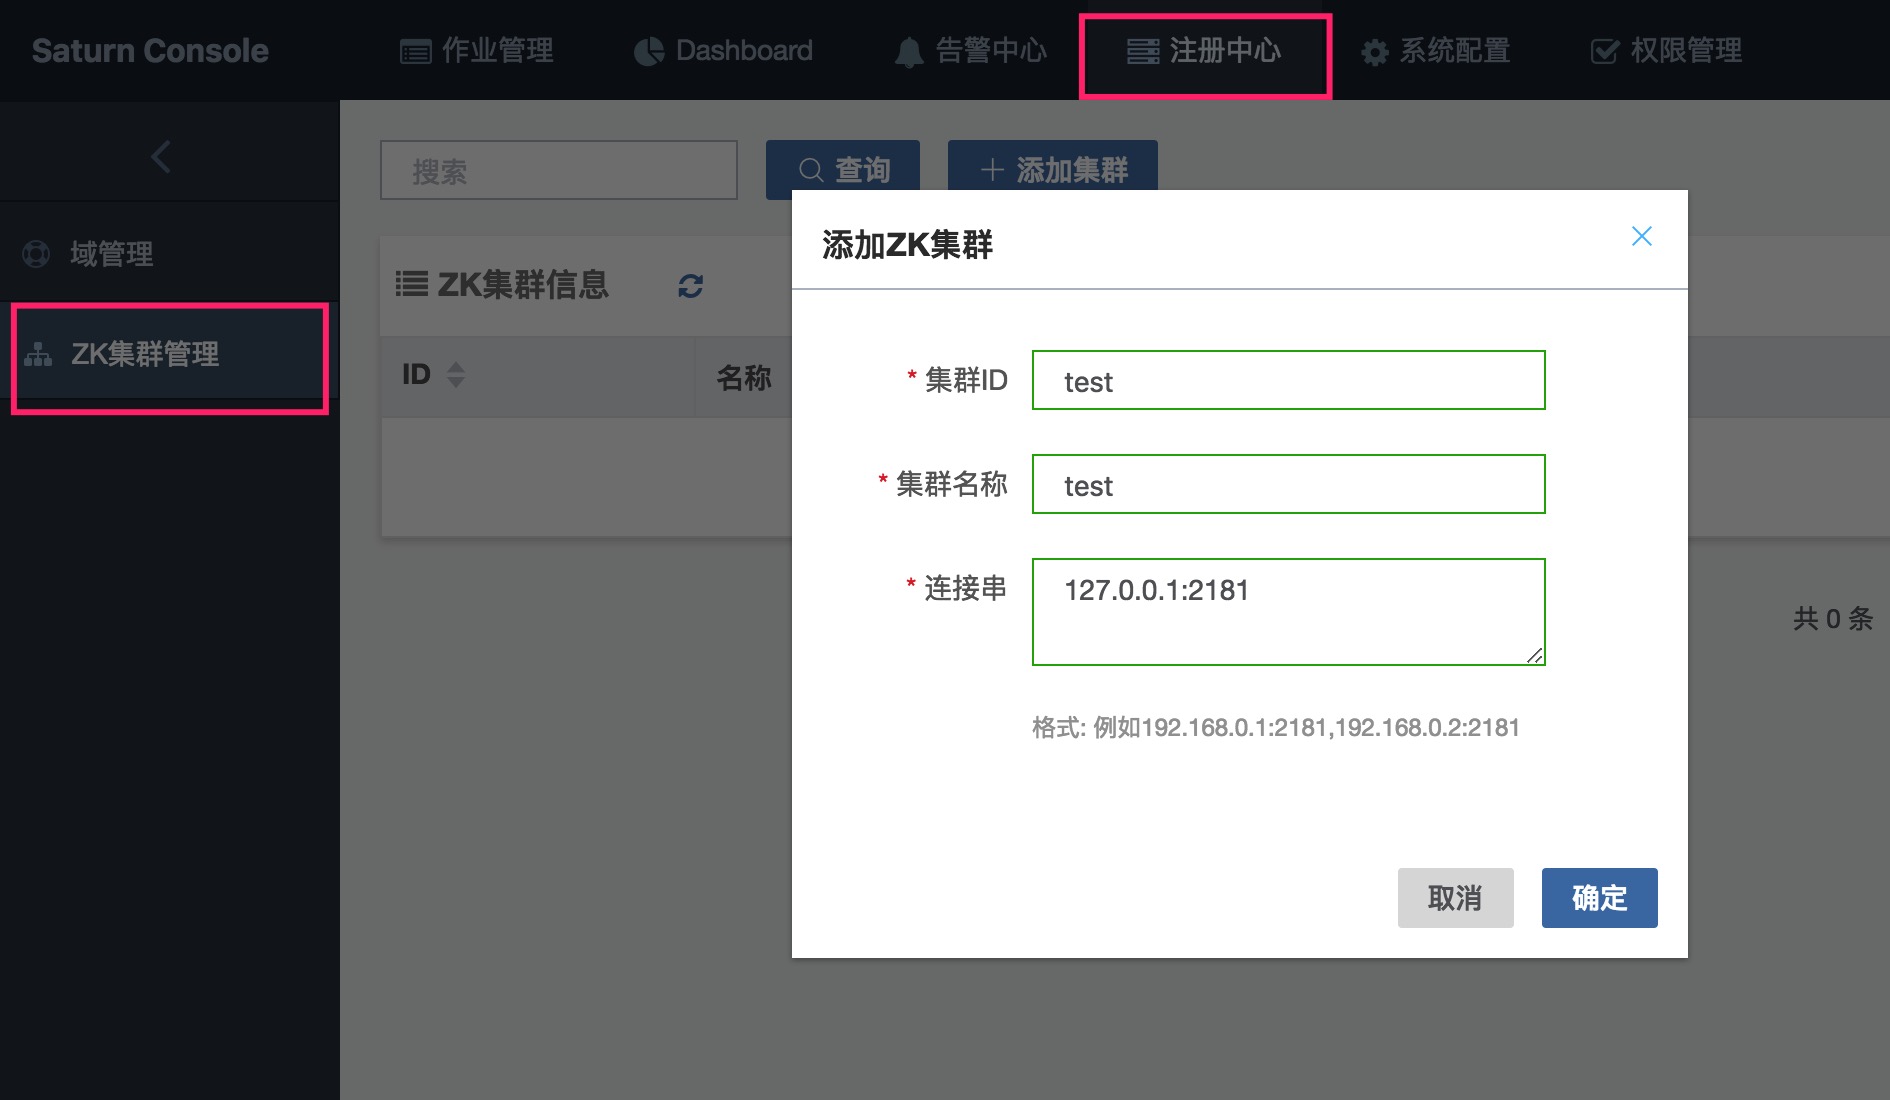 Saturn Console
作业管理
Dashboard
告警中心
注册中心
系统配置
权限管理
搜索
查询
添加集群
域管理
ZK集群管理
ZK集群信息
ID
名称
共 0 条
添加ZK集群
* 集群ID
test
* 集群名称
test
* 连接串
127.0.0.1:2181
格式: 例如192.168.0.1:2181,192.168.0.2:2181
取消
确定